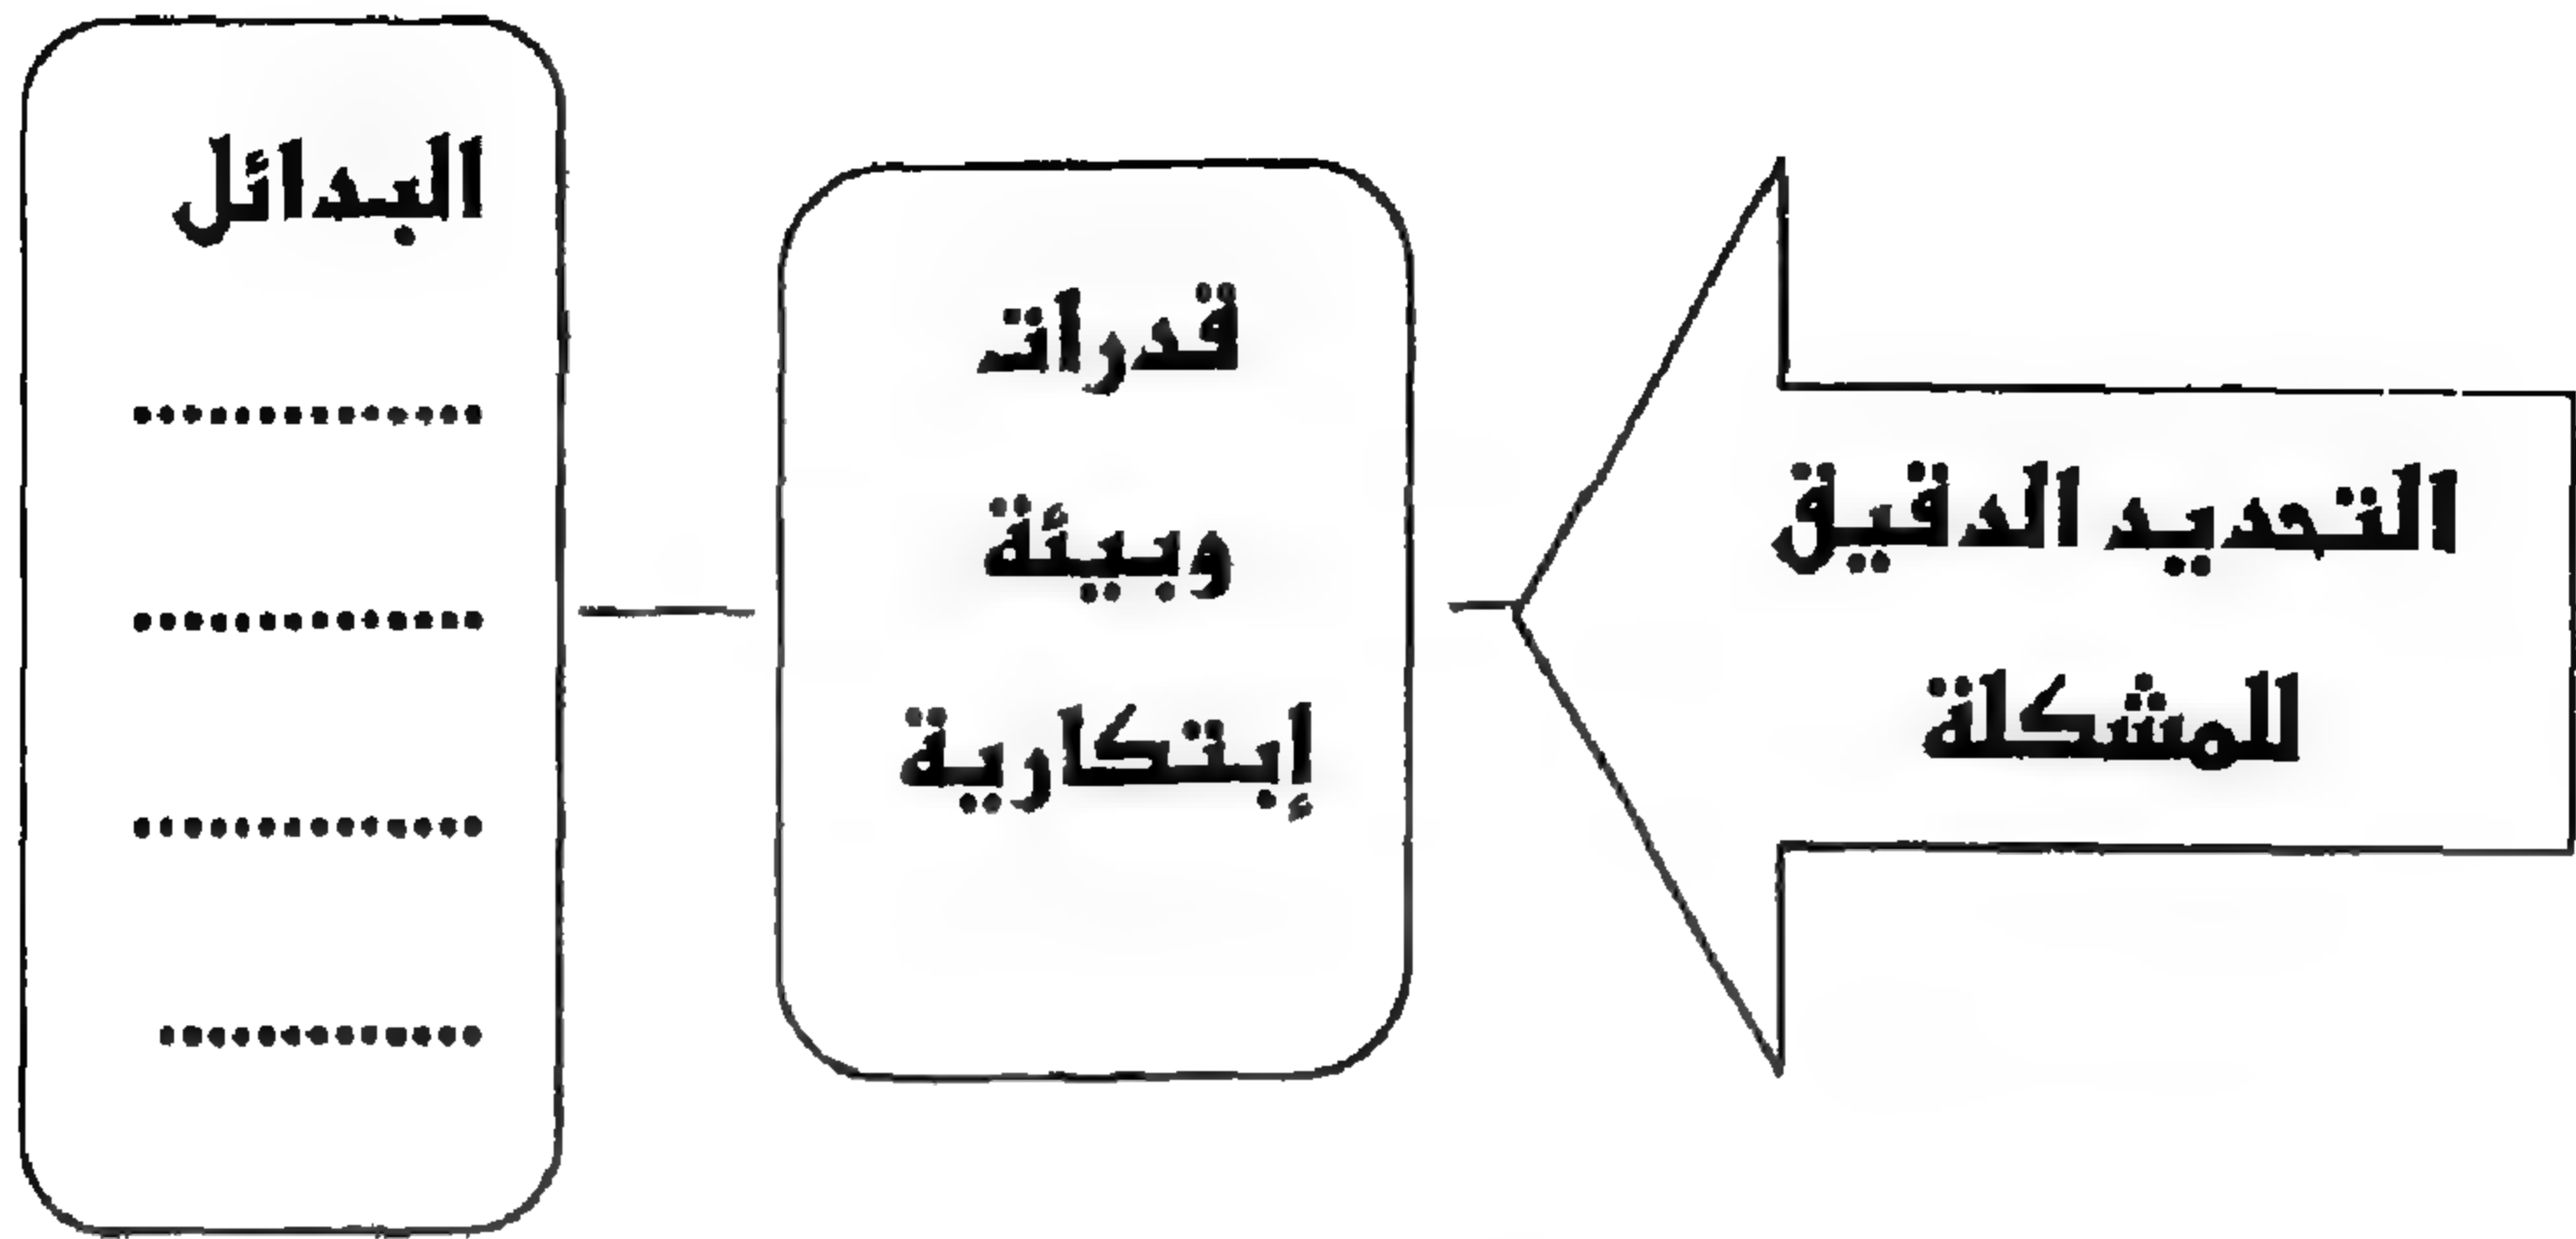 التحديد الدقيق
للمشكلة
قدرات
وبيئة
إبتكارية
البدائل
..............
..............
..............
.............